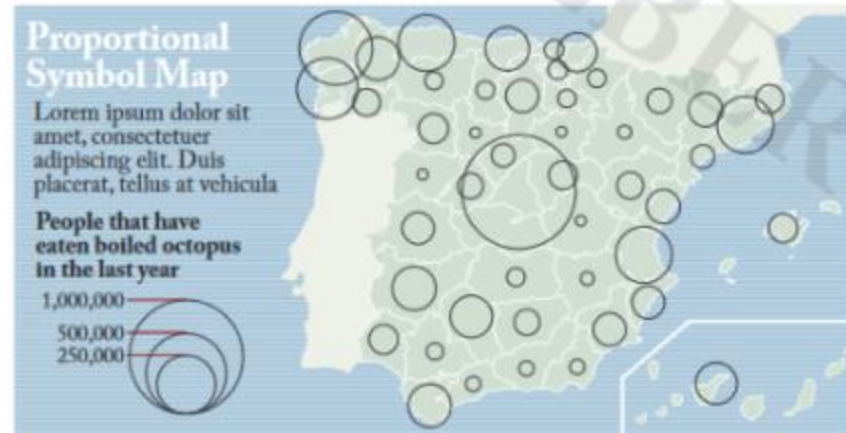 Proportional
Symbol Map
Lorem ipsum dolor sit
amet, consectetuer
adipiscing elit. Duis
placerat, tellus at vehicula
People that have
eaten boiled octopus
in the last year
1,000,000
500,000
250,000
BER